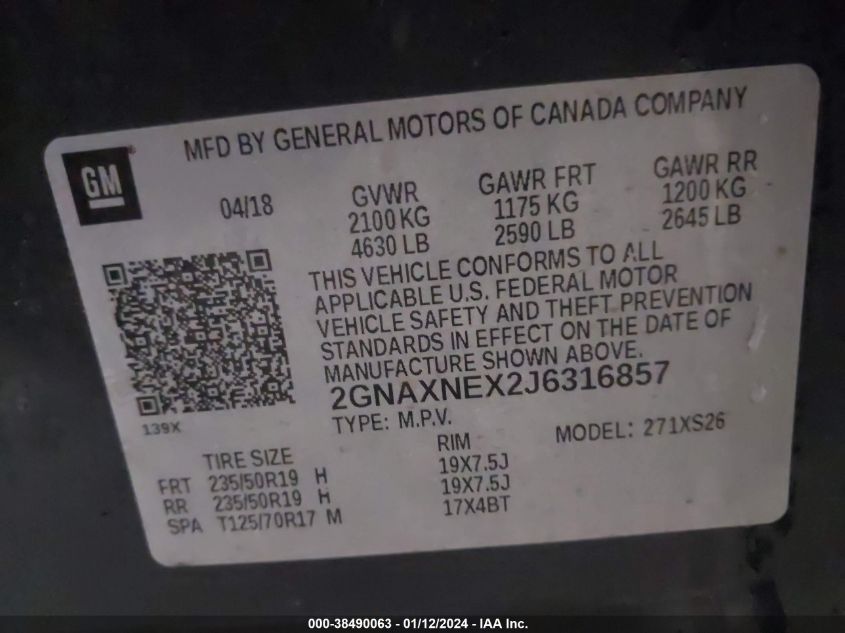 MFD BY GENERAL MOTORS OF CANADA COMPANY
GM
04/18
GVWR
2100 KG
4630 LB
GAWR FRT
1175 KG
2590 LB
GAWR RR
1200 KG
2645 LB
THIS VEHICLE CONFORMS TO ALL
APPLICABLE U.S. FEDERAL MOTOR
VEHICLE SAFETY AND THEFT PREVENTION
STANDARDS IN EFFECT ON THE DATE OF
MANUFACTURE SHOWN ABOVE.
2GNAXNEX2J6316857
139X
TYPE: M.P.V.
MODEL: 271XS26
TIRE SIZE RIM
FRT 235/50R19 H 19X7.5J
RR 235/50R19 H 19X7.5J
SPA T125/70R17 M 17X4BT
000-38490063 - 01/12/2024 - IAA Inc.